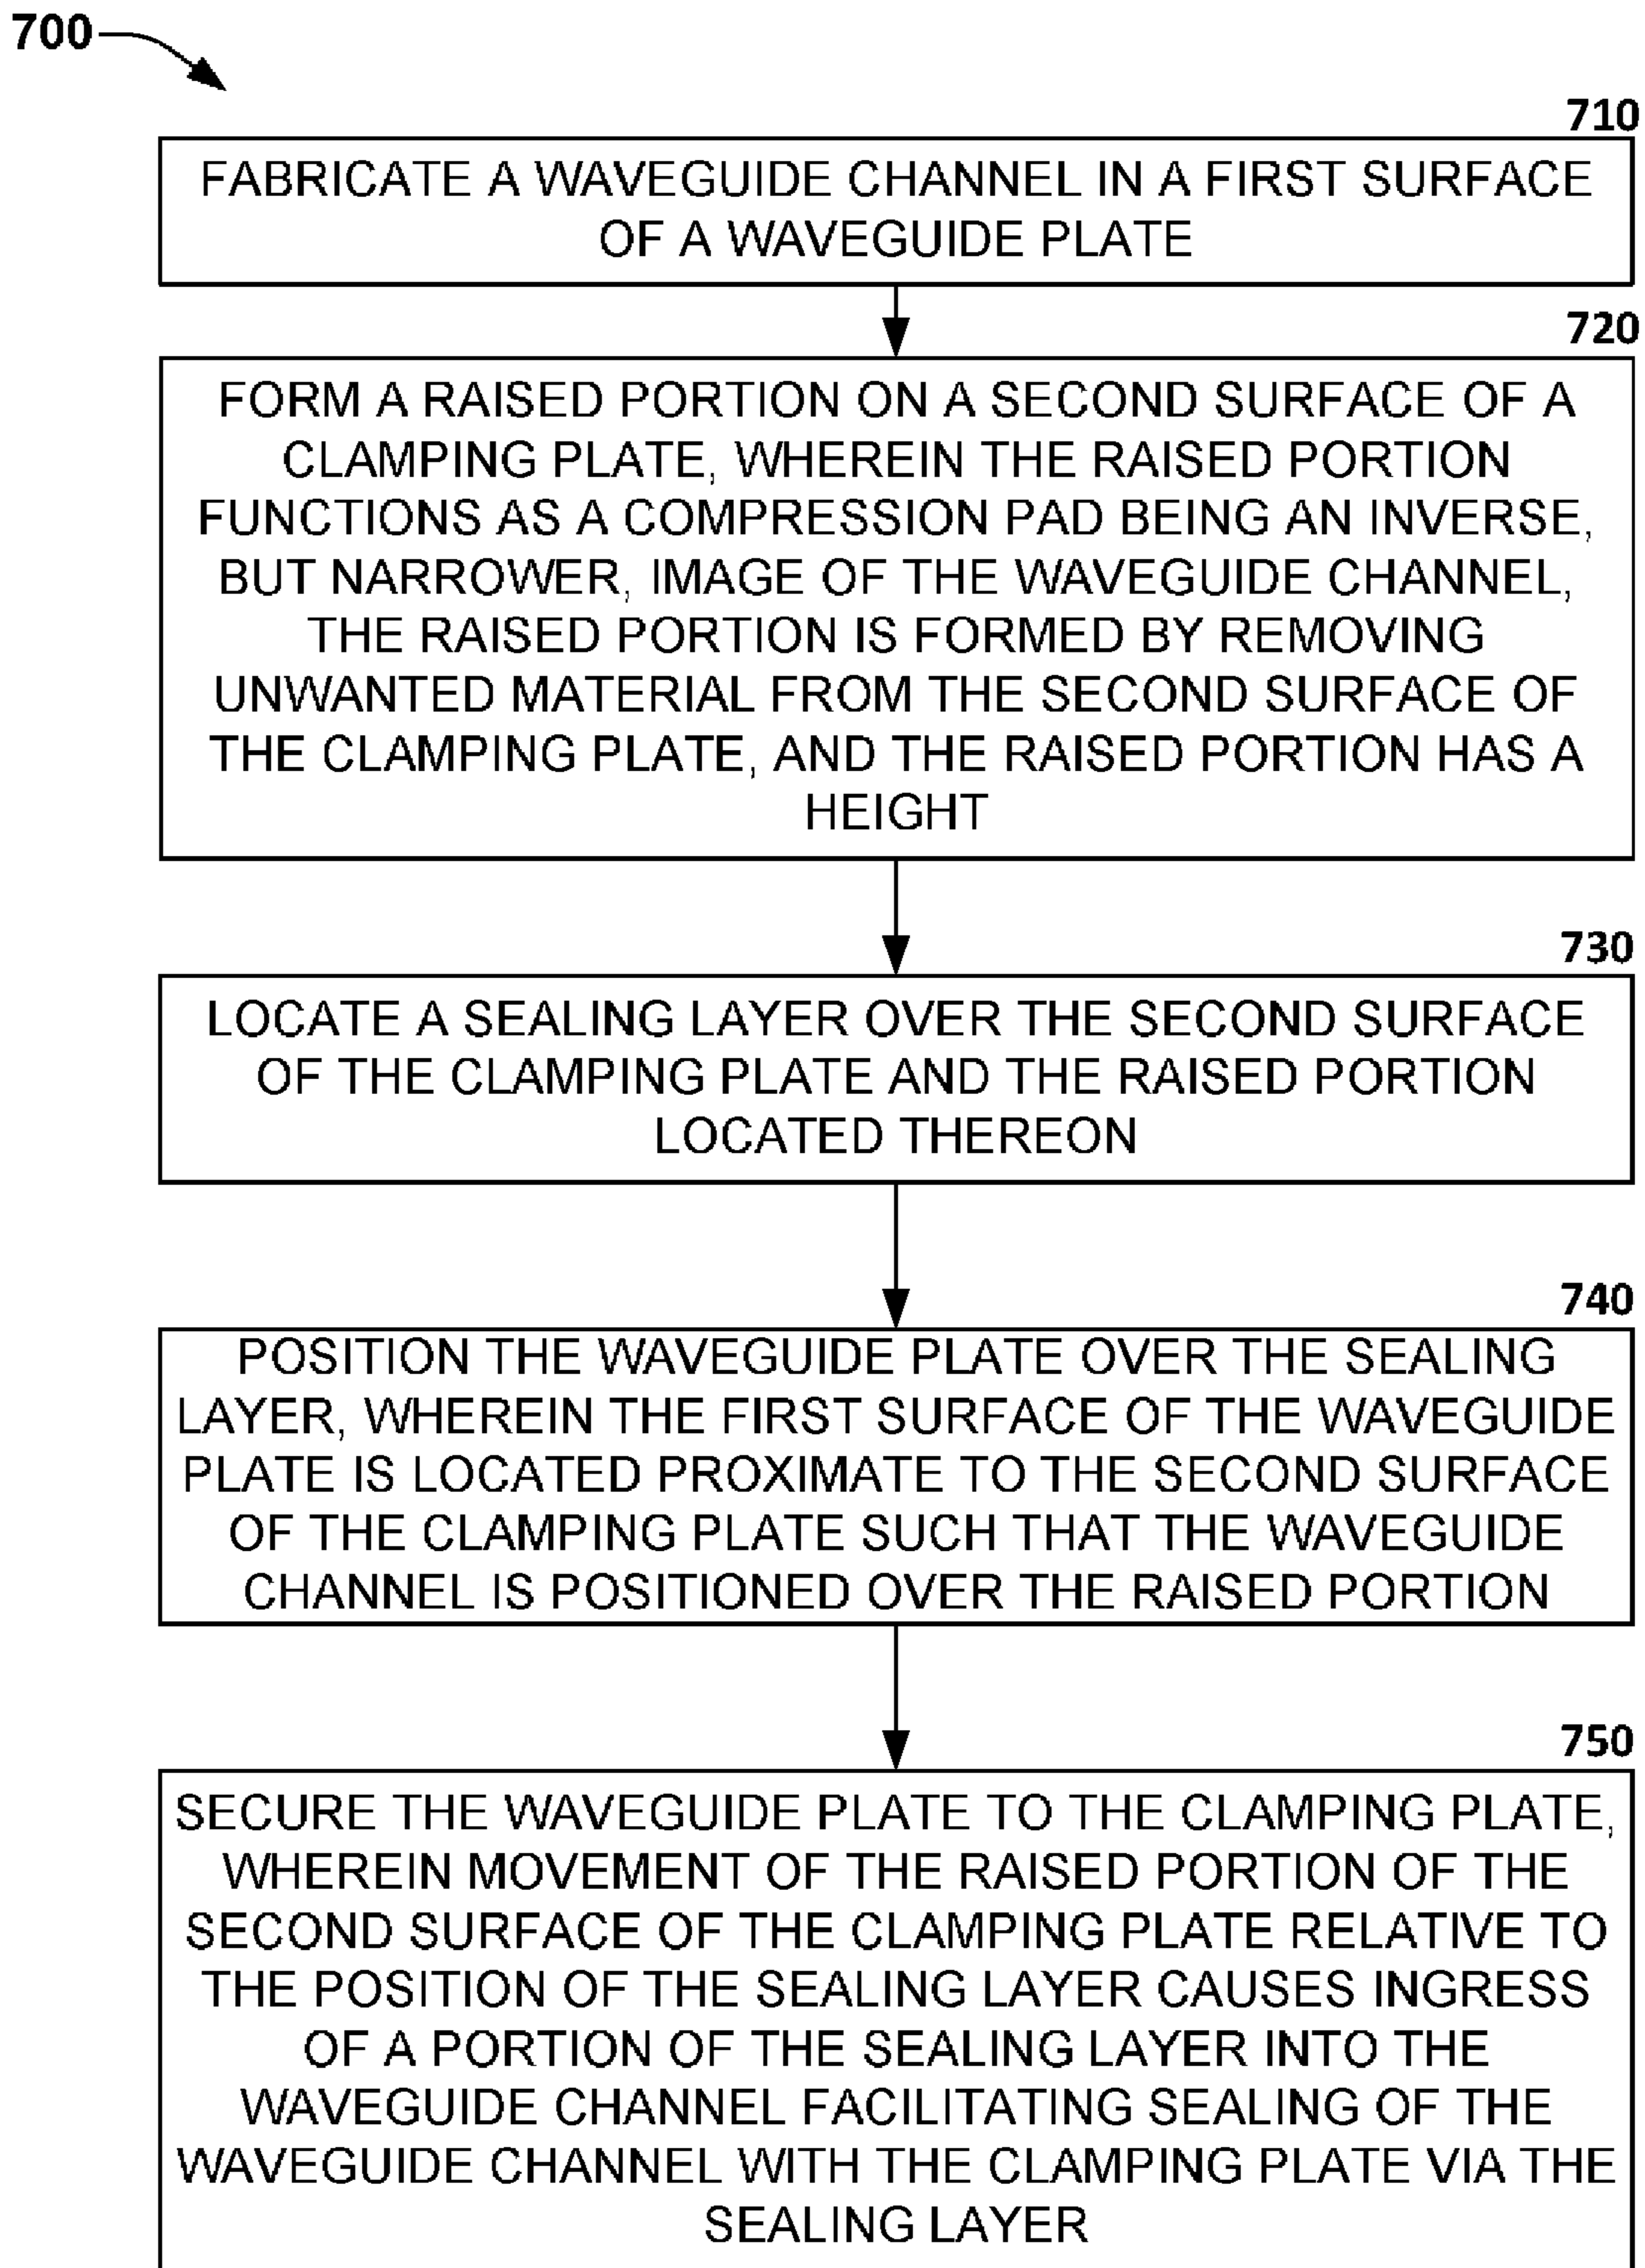 700
710
FABRICATE A WAVEGUIDE CHANNEL IN A FIRST SURFACE
OF A WAVEGUIDE PLATE
720
FORM A RAISED PORTION ON A SECOND SURFACE OF A
CLAMPING PLATE, WHEREIN THE RAISED PORTION
FUNCTIONS AS A COMPRESSION PAD BEING AN INVERSE,
BUT NARROWER, IMAGE OF THE WAVEGUIDE CHANNEL,
THE RAISED PORTION IS FORMED BY REMOVING
UNWANTED MATERIAL FROM THE SECOND SURFACE OF
THE CLAMPING PLATE, AND THE RAISED PORTION HAS A
HEIGHT
730
LOCATE A SEALING LAYER OVER THE SECOND SURFACE
OF THE CLAMPING PLATE AND THE RAISED PORTION
LOCATED THEREON
740
POSITION THE WAVEGUIDE PLATE OVER THE SEALING
LAYER, WHEREIN THE FIRST SURFACE OF THE WAVEGUIDE
PLATE IS LOCATED PROXIMATE TO THE SECOND SURFACE
OF THE CLAMPING PLATE SUCH THAT THE WAVEGUIDE
CHANNEL IS POSITIONED OVER THE RAISED PORTION
750
SECURE THE WAVEGUIDE PLATE TO THE CLAMPING PLATE,
WHEREIN MOVEMENT OF THE RAISED PORTION OF THE
SECOND SURFACE OF THE CLAMPING PLATE RELATIVE TO
THE POSITION OF THE SEALING LAYER CAUSES INGRESS
OF A PORTION OF THE SEALING LAYER INTO THE
WAVEGUIDE CHANNEL FACILITATING SEALING OF THE
WAVEGUIDE CHANNEL WITH THE CLAMPING PLATE VIA THE
SEALING LAYER